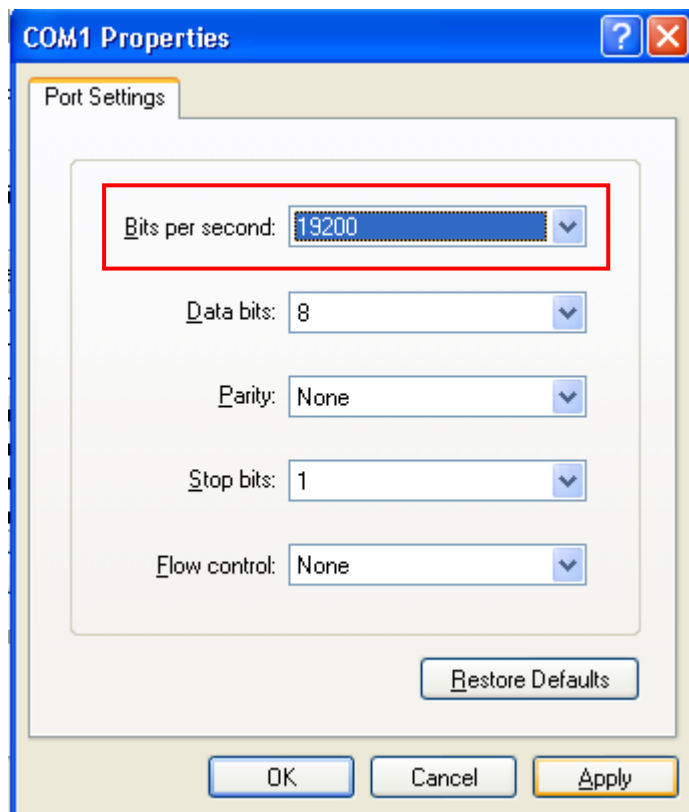 COM1 Properties
Port Settings
Bits per second: 19200
Data bits: 8
Parity: None
Stop bits: 1
Flow control: None
Restore Defaults
OK Cancel Apply